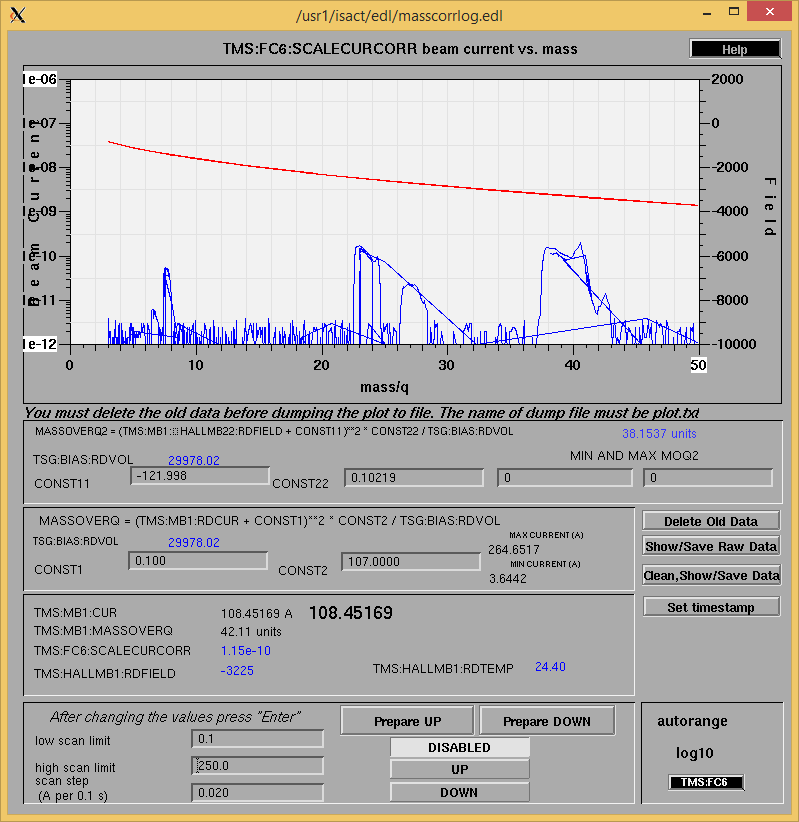 /usr1/isact/edl/masscorrlog.edl
TMS:FC6:SCALECURCORR beam current vs. mass
Help
1e-06
1e-07
1e-08
1e-09
1e-10
1e-11
1e-12
Beam Current
2000
0
-2000
-4000
-6000
-8000
-10000
Field
0 10 20 30 40 50
mass/q
You must delete the old data before dumping the plot to file. The name of dump file must be plot.txt
MASSOVERQ2 = (TMS:MB1: HALLMB22:RDFIELD + CONST11)**2 * CONST22 / TSG:BIAS:RDVOL
38.1537 units
TSG:BIAS:RDVOL 29978.02
MIN AND MAX MOQ2
CONST11 -121.998 CONST22 0.10219 0 0
MASSOVERQ = (TMS:MB1:RDCUR + CONST1)**2 * CONST2 / TSG:BIAS:RDVOL
TSG:BIAS:RDVOL 29978.02
MAX CURRENT (A)
264.6517
CONST1 0.100 CONST2 107.0000
MIN CURRENT (A)
3.6442
Delete Old Data
Show/Save Raw Data
Clean,Show/Save Data
Set timestamp
TMS:MB1:CUR 108.45169 A 108.45169
TMS:MB1:MASSOVERQ 42.11 units
TMS:FC6:SCALECURCORR 1.15e-10
TMS:HALLMB1:RDFIELD -3225 TMS:HALLMB1:RDTEMP 24.40
After changing the values press "Enter"
low scan limit 0.1
high scan limit 250.0
scan step
(A per 0.1 s) 0.020
Prepare UP
Prepare DOWN
DISABLED
UP
DOWN
autorange
log10
TMS:FC6